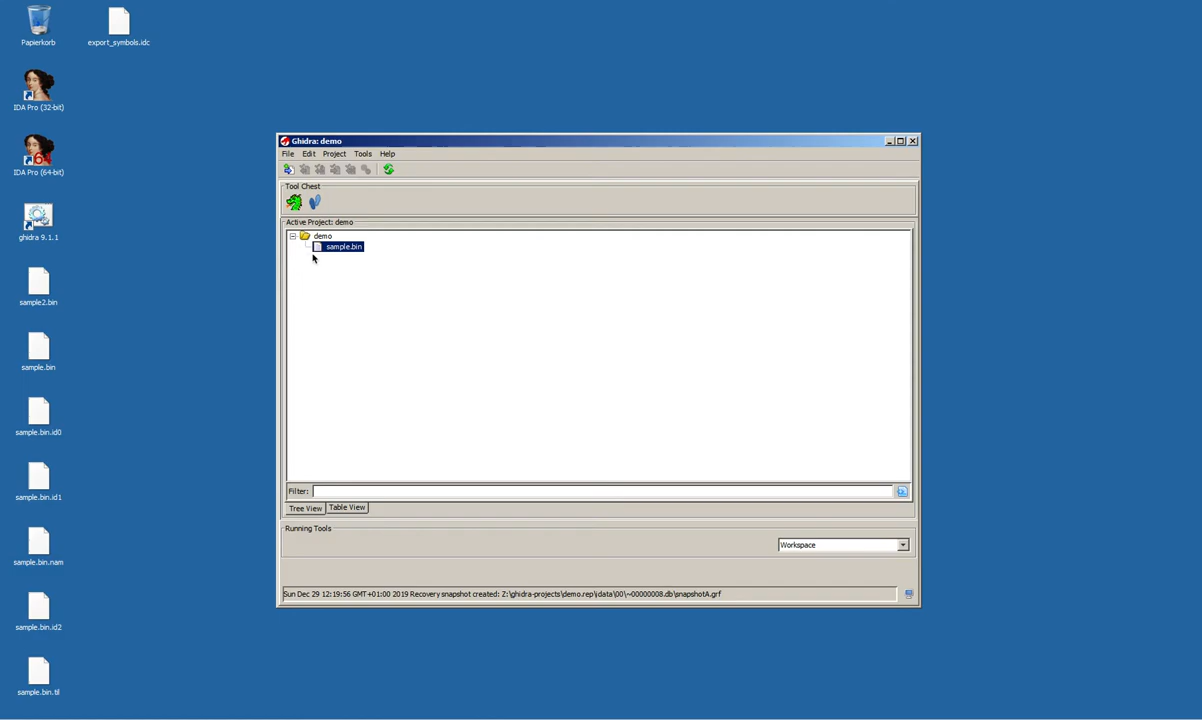 Papierkorb
export_symbols.idc
IDA Pro (32-bit)
64
IDA Pro (64-bit)
ghidra 9.1.1
sample2.bin
sample.bin
sample.bin.id0
sample.bin.id1
sample.bin.nam
sample.bin.id2
sample.bin.til
Ghidra: demo
File Edit Project Tools Help
Tool Chest
Active Project: demo
demo
sample.bin
Filter:
Tree View Table View
Running Tools
Workspace
Sun Dec 29 12:19:56 GMT+01:00 2019 Recovery snapshot created: Z:\ghidra-projects\demo.rep\idata\00\~00000008.db\snapshotA.grf